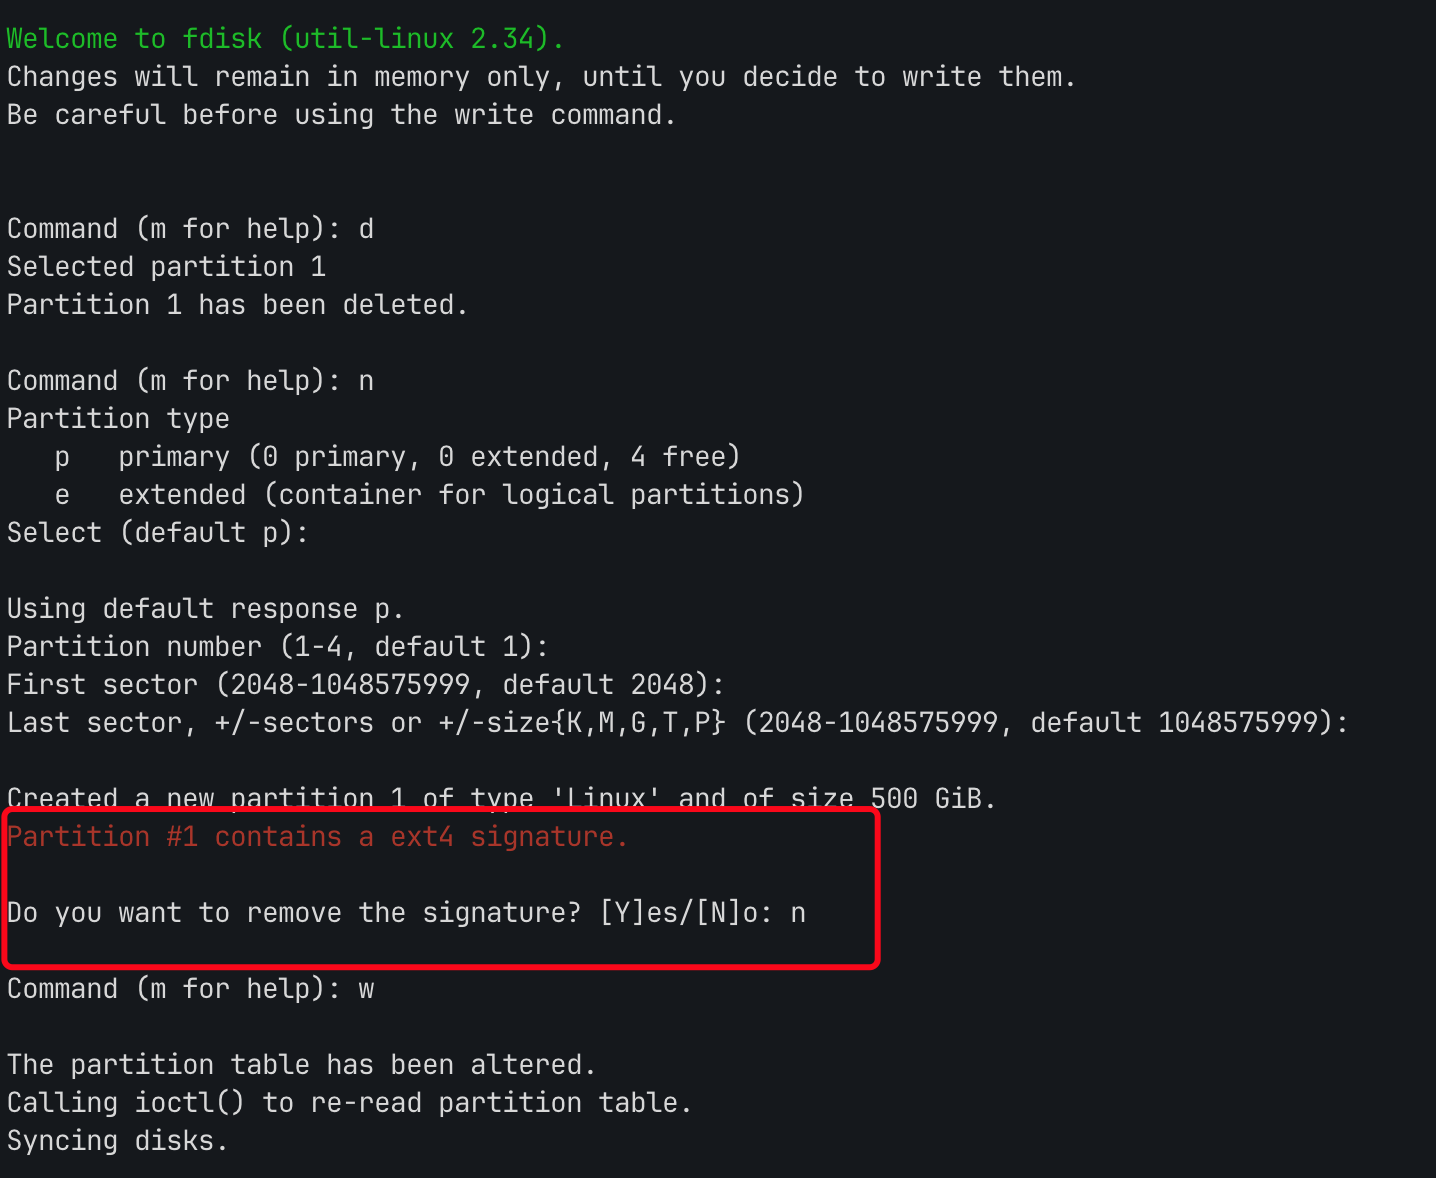 Welcome to fdisk (util-linux 2.34).
Changes will remain in memory only, until you decide to write them.
Be careful before using the write command.
Command (m for help): d
Selected partition 1
Partition 1 has been deleted.
Command (m for help): n
Partition type
   p   primary (0 primary, 0 extended, 4 free)
   e   extended (container for logical partitions)
Select (default p):
Using default response p.
Partition number (1-4, default 1):
First sector (2048-1048575999, default 2048):
Last sector, +/-sectors or +/-size{K,M,G,T,P} (2048-1048575999, default 1048575999):
Created a new partition 1 of type 'Linux' and of size 500 GiB.
Partition #1 contains a ext4 signature.
Do you want to remove the signature? [Y]es/[N]o: n
Command (m for help): w
The partition table has been altered.
Calling ioctl() to re-read partition table.
Syncing disks.